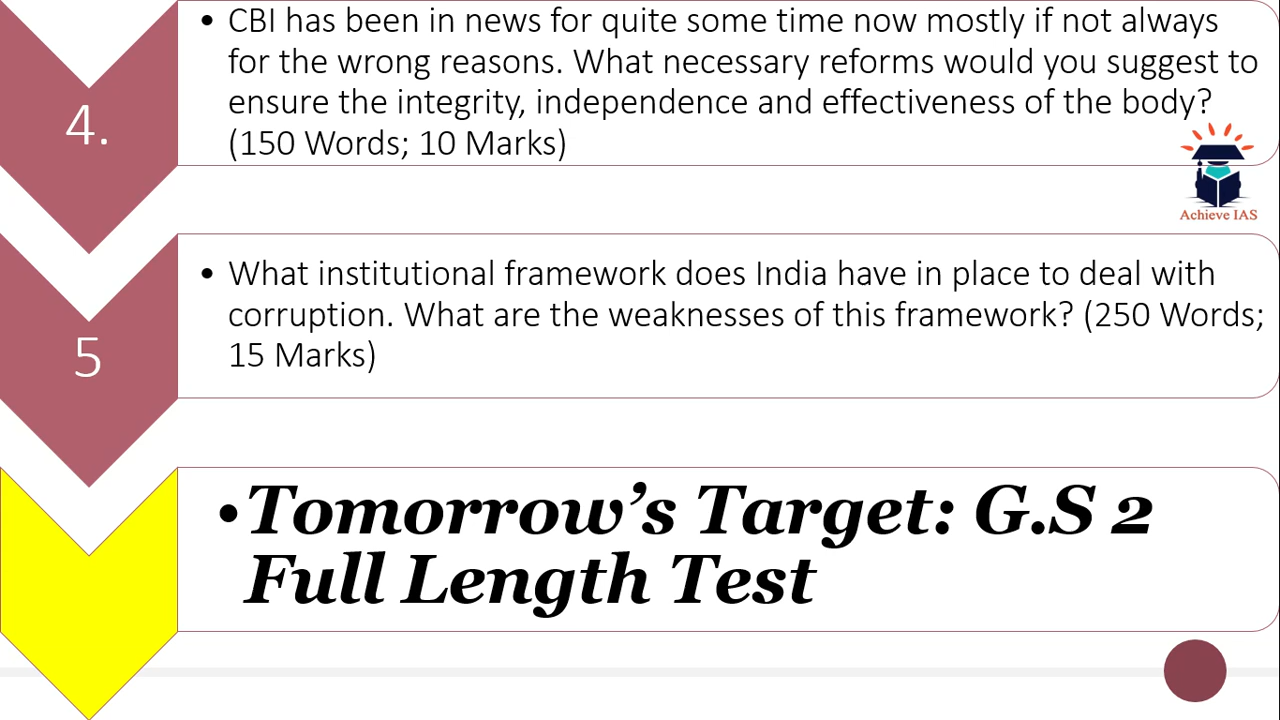 • CBI has been in news for quite some time now mostly if not always
for the wrong reasons. What necessary reforms would you suggest to
ensure the integrity, independence and effectiveness of the body?
(150 Words; 10 Marks)
4.
Achieve IAS
• What institutional framework does India have in place to deal with
corruption. What are the weaknesses of this framework? (250 Words;
15 Marks)
5
•Tomorrow’s Target: G.S 2
Full Length Test